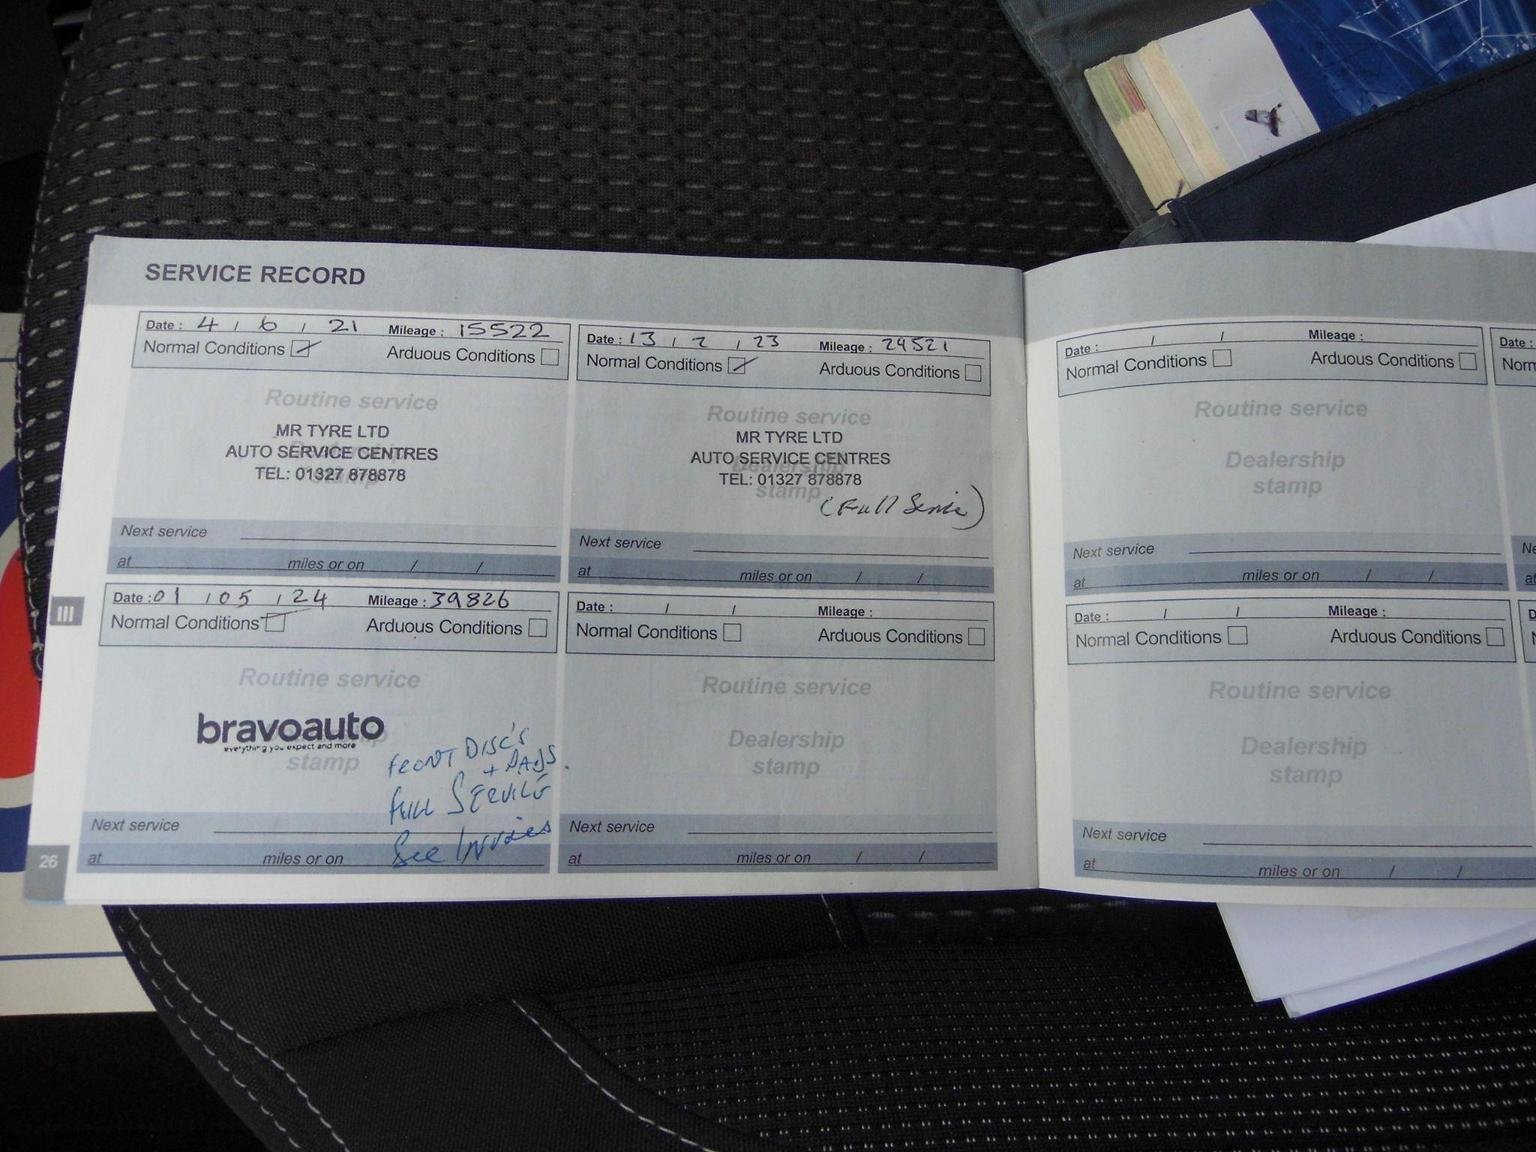 SERVICE RECORD
Date : 4 / 6 / 21 Mileage : 15522
Normal Conditions Arduous Conditions
Routine service
MR TYRE LTD
Dealership
AUTO SERVICE CENTRES
TEL: 01327 878878
stamp
Next service
at miles or on / /
Date : 13 / 2 / 23 Mileage : 29521
Normal Conditions Arduous Conditions
Routine service
MR TYRE LTD
AUTO SERVICE CENTRES
Dealership
TEL: 01327 878878
stamp
(Full Service)
Next service
at miles or on / /
Date : 01 / 05 / 24 Mileage : 39826
Normal Conditions Arduous Conditions
Routine service
bravoauto
everything you expect and more
stamp
FRONT DISC'S
+ PADS.
FULL SERVICE
See Invoices
Next service
at miles or on
Date : / / Mileage :
Normal Conditions Arduous Conditions
Routine service
Dealership
stamp
Next service
at miles or on / /
III
26
Date : / / Mileage :
Normal Conditions Arduous Conditions
Routine service
Dealership
stamp
Next service
at miles or on / /
Date : / / Mileage :
Normal Conditions Arduous Conditions
Routine service
Dealership
stamp
Next service
at miles or on / /
Date :